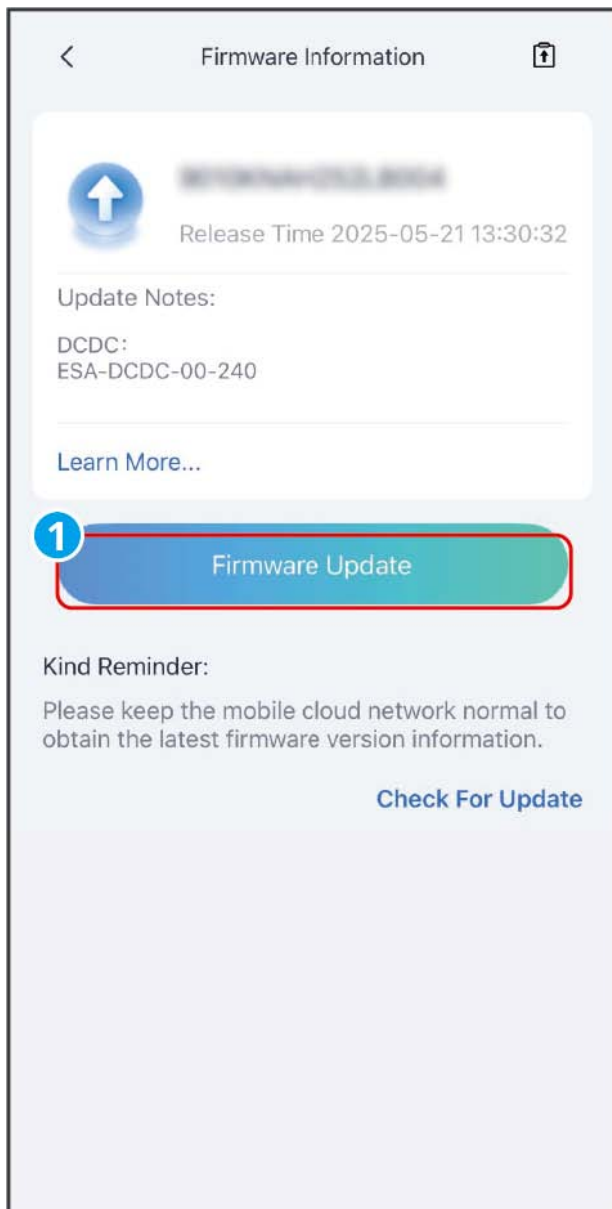 Firmware Information
Release Time 2025-05-21 13:30:32
Update Notes:
DCDC:
ESA-DCDC-00-240
Learn More...
1
Firmware Update
Kind Reminder:
Please keep the mobile cloud network normal to
obtain the latest firmware version information.
Check For Update